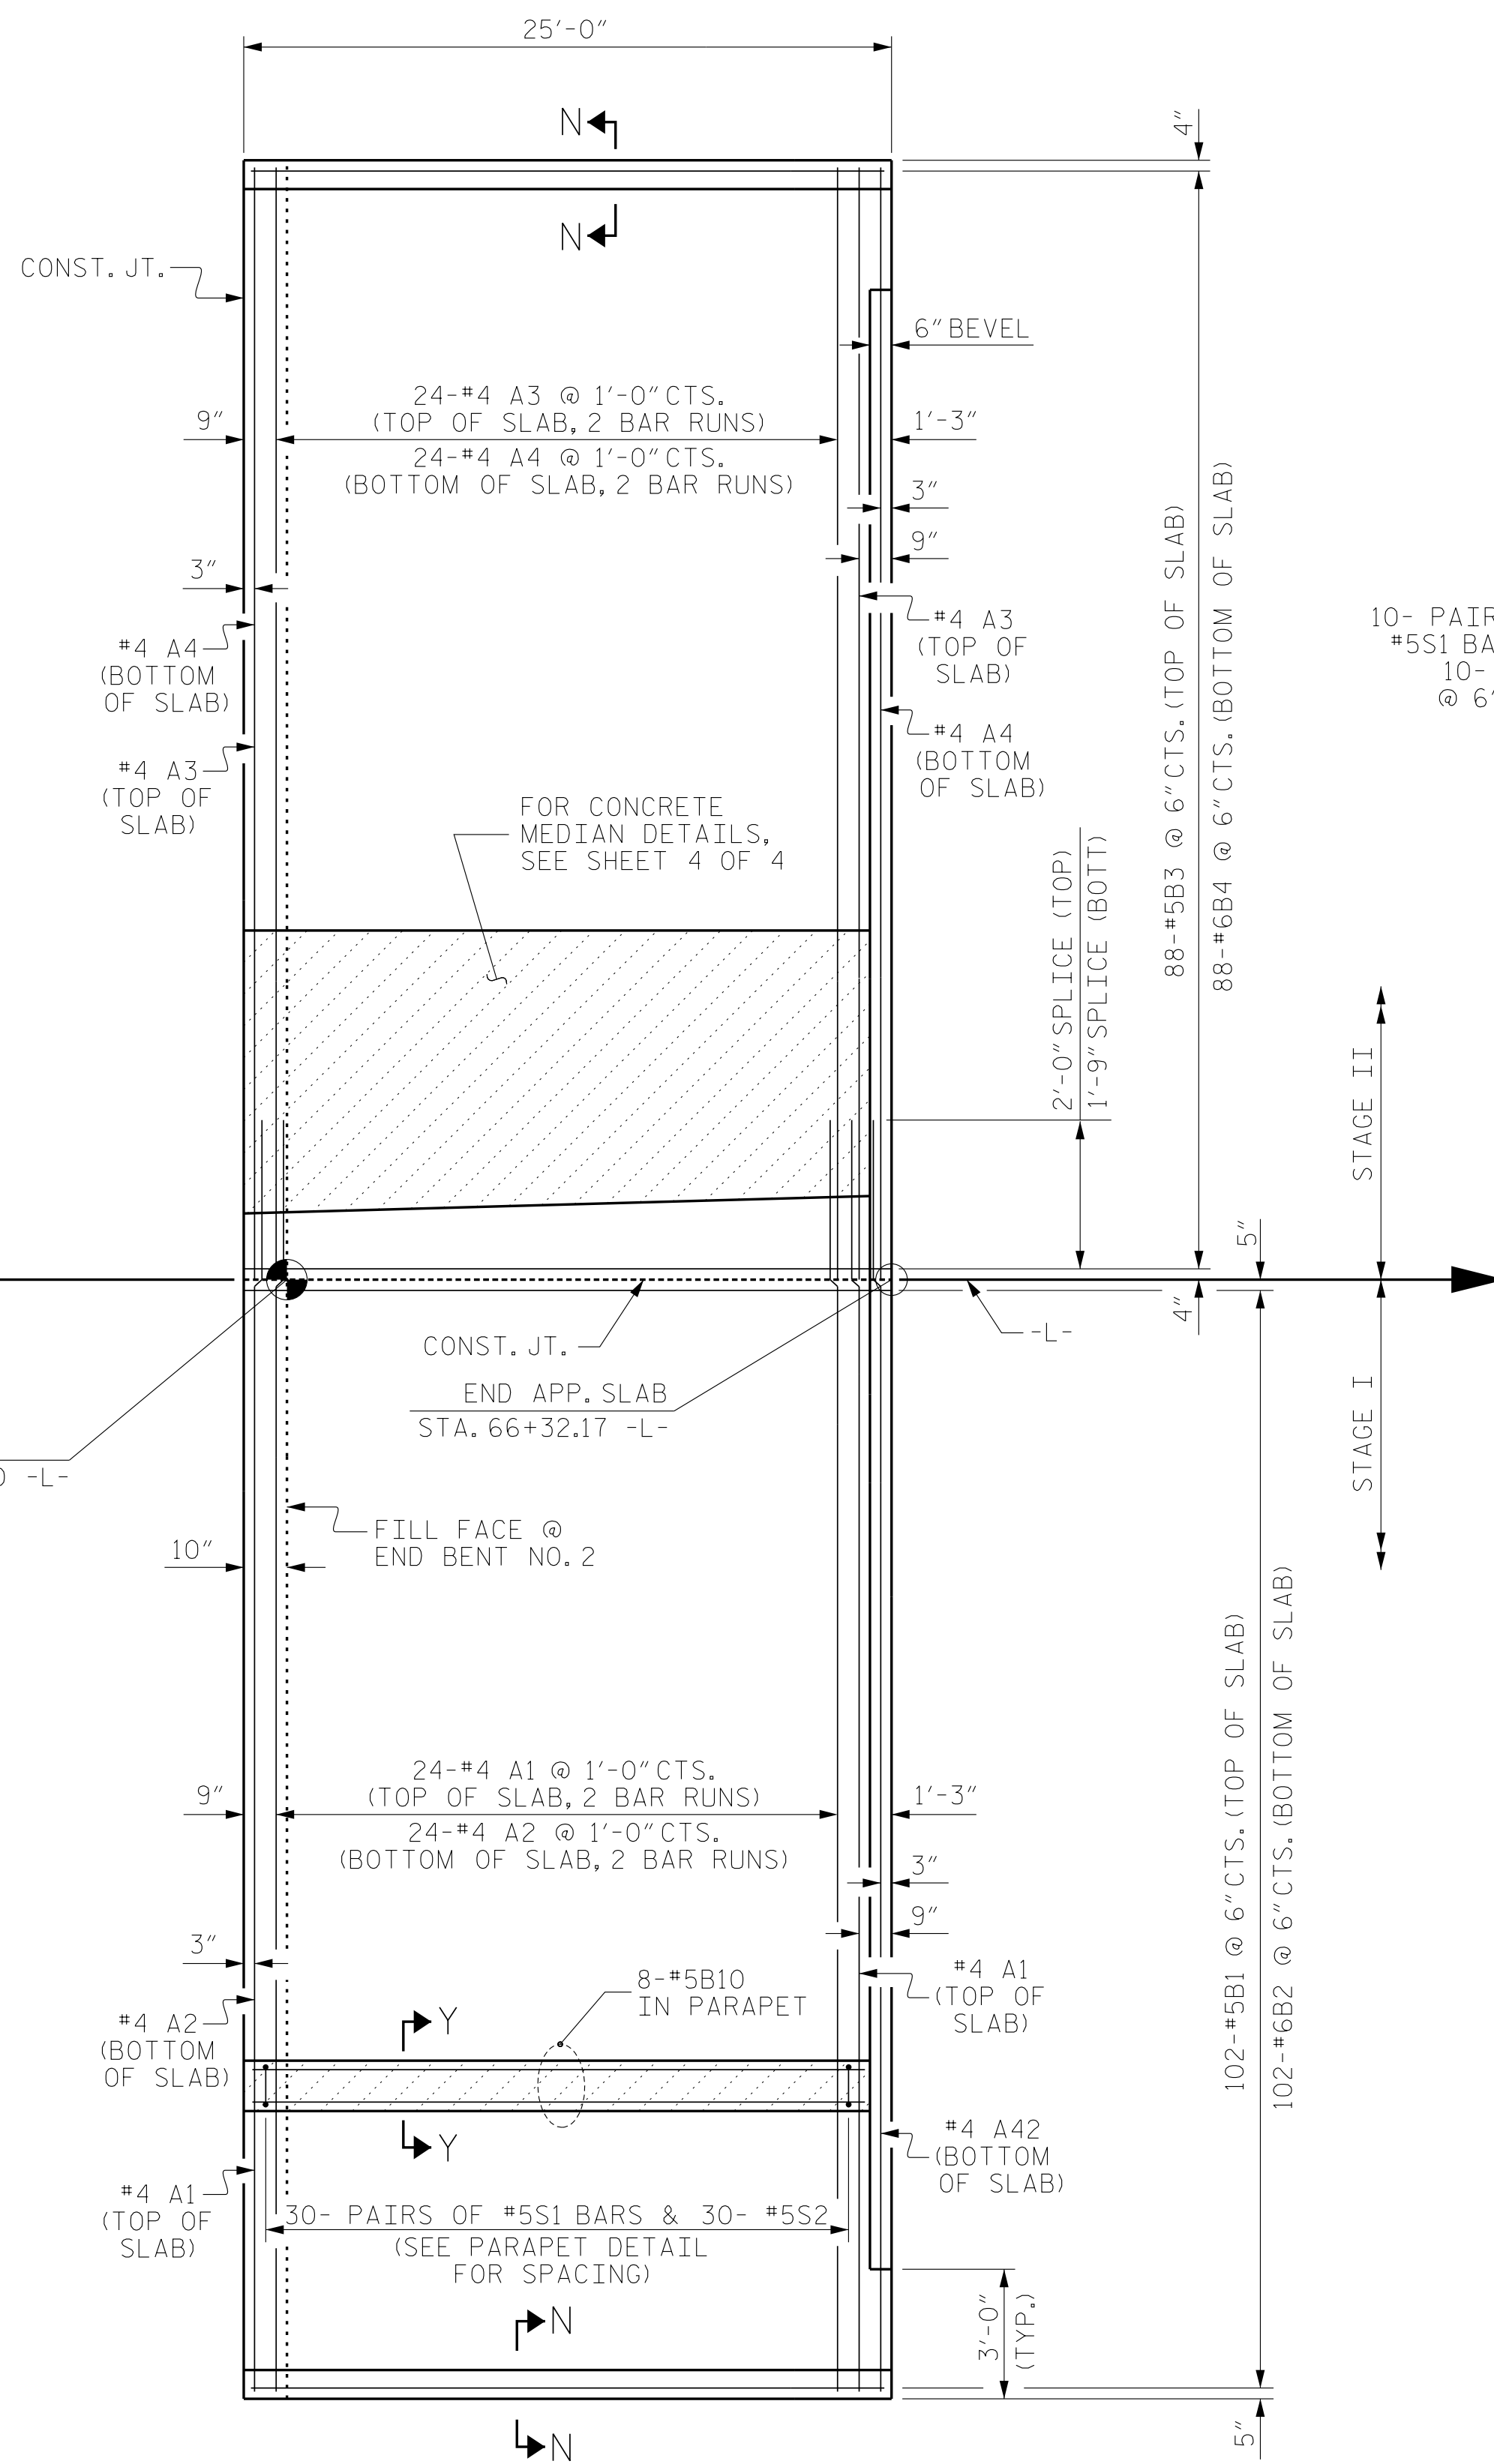 25'-0"
N
4"
N
CONST. JT.
6" BEVEL
24-#4 A3 @ 1'-0" CTS.
(TOP OF SLAB, 2 BAR RUNS)
9"
1'-3"
24-#4 A4 @ 1'-0" CTS.
(BOTTOM OF SLAB, 2 BAR RUNS)
3"
9"
3"
#4 A4
(BOTTOM
OF SLAB)
#4 A3
(TOP OF
SLAB)
#4 A3
(TOP OF
SLAB)
#4 A4
(BOTTOM
OF SLAB)
88-#5B3 @ 6" CTS. (TOP OF SLAB)
88-#6B4 @ 6" CTS. (BOTTOM OF SLAB)
10- PAIR
#5S1 BA
10-
@ 6"
FOR CONCRETE
MEDIAN DETAILS,
SEE SHEET 4 OF 4
2'-0" SPLICE (TOP)
1'-9" SPLICE (BOTT)
STAGE II
5"
4"
CONST. JT.
-L-
END APP. SLAB
STA. 66+32.17 -L-
-L-
STAGE I
FILL FACE @
END BENT NO. 2
10"
24-#4 A1 @ 1'-0" CTS.
(TOP OF SLAB, 2 BAR RUNS)
9"
1'-3"
24-#4 A2 @ 1'-0" CTS.
(BOTTOM OF SLAB, 2 BAR RUNS)
3"
9"
3"
102-#5B1 @ 6" CTS. (TOP OF SLAB)
102-#6B2 @ 6" CTS. (BOTTOM OF SLAB)
8-#5B10
IN PARAPET
#4 A1
(TOP OF
SLAB)
#4 A2
(BOTTOM
OF SLAB)
Y
Y
#4 A42
(BOTTOM
OF SLAB)
#4 A1
(TOP OF
SLAB)
30- PAIRS OF #5S1 BARS & 30- #5S2
(SEE PARAPET DETAIL
FOR SPACING)
3'-0"
(TYP.)
N
5"
N